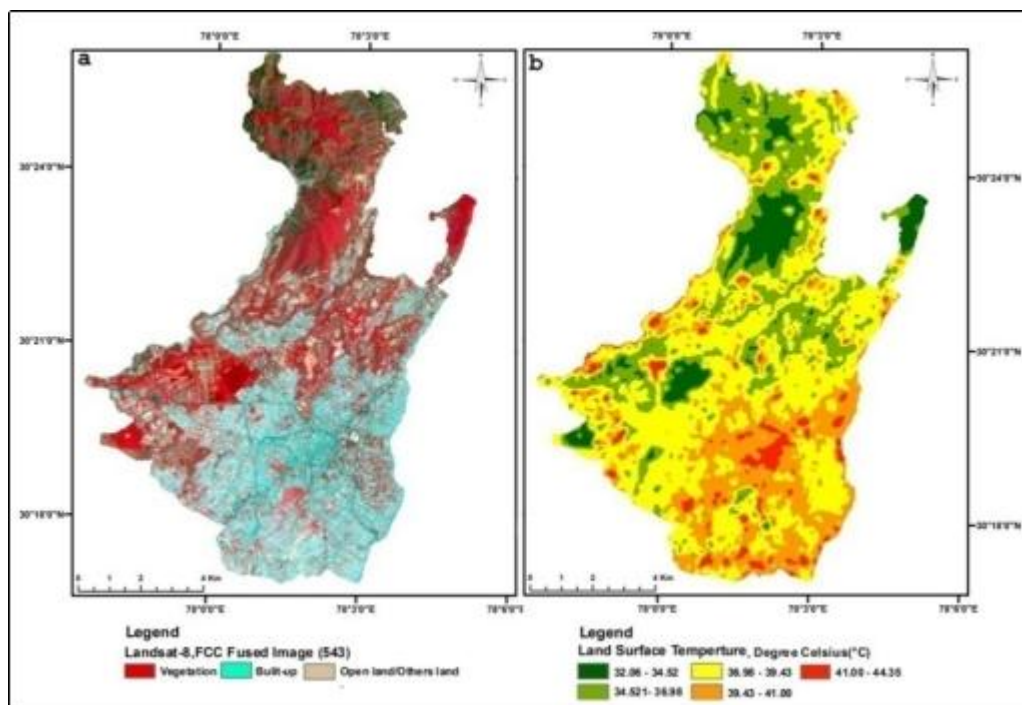 78°0'0"E 78°3'0"E 78°0'0"E 78°3'0"E
a b
30°24'0"N 30°24'0"N
30°21'0"N 30°21'0"N
30°18'0"N 30°18'0"N
0 1 2 4 Km 0 1 2 4 Km
78°0'0"E 78°3'0"E 78°6'0"E 78°0'0"E 78°3'0"E 78°6'0"E
Legend
Landsat-8,FCC Fused Image (543)
Vegetation Built-up Open land/Others land
Legend
Land Surface Temperture, Degree Celsius(°C)
32.06 - 34.52 36.98 - 39.43 41.00 - 44.35
34.521- 36.98 39.43 - 41.00